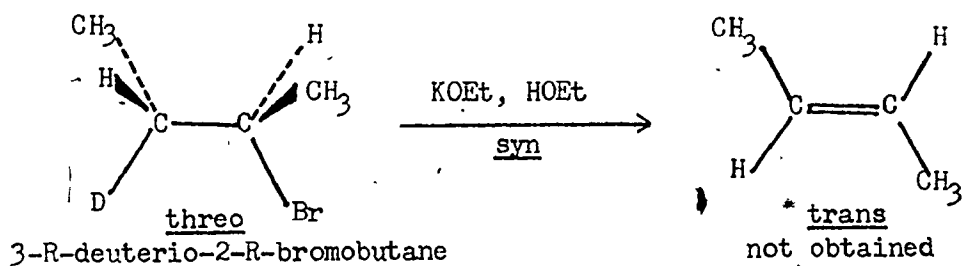 CH3 H CH3 H
H CH3 KOEt, HOEt
C C syn C C
D Br H CH3
threo * trans
3-R-deuterio-2-R-bromobutane not obtained